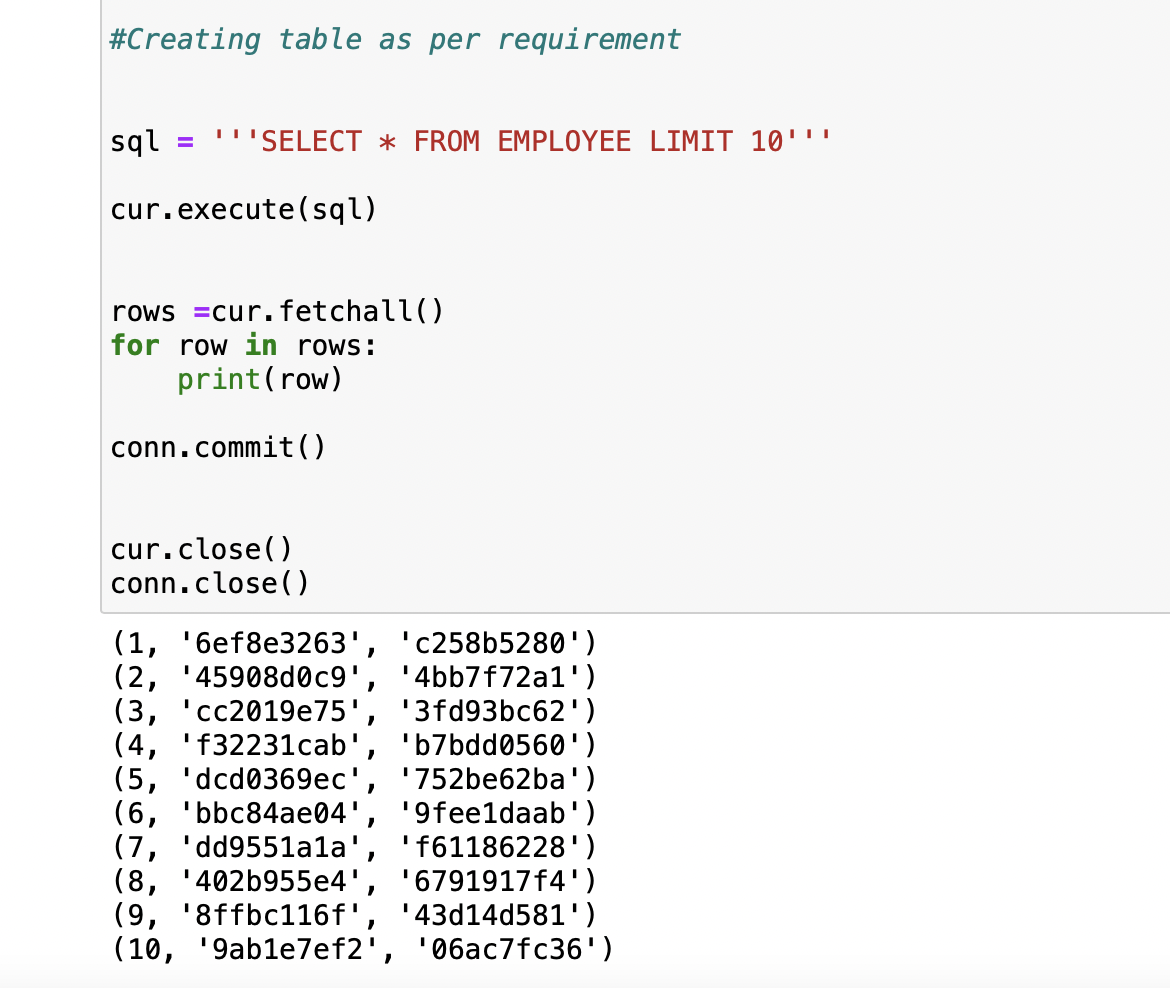 #Creating table as per requirement
sql = '''SELECT * FROM EMPLOYEE LIMIT 10'''
cur.execute(sql)
rows =cur.fetchall()
for row in rows:
    print(row)
conn.commit()
cur.close()
conn.close()
(1, '6ef8e3263', 'c258b5280')
(2, '45908d0c9', '4bb7f72a1')
(3, 'cc2019e75', '3fd93bc62')
(4, 'f32231cab', 'b7bdd0560')
(5, 'dcd0369ec', '752be62ba')
(6, 'bbc84ae04', '9fee1daab')
(7, 'dd9551a1a', 'f61186228')
(8, '402b955e4', '6791917f4')
(9, '8ffbc116f', '43d14d581')
(10, '9ab1e7ef2', '06ac7fc36')